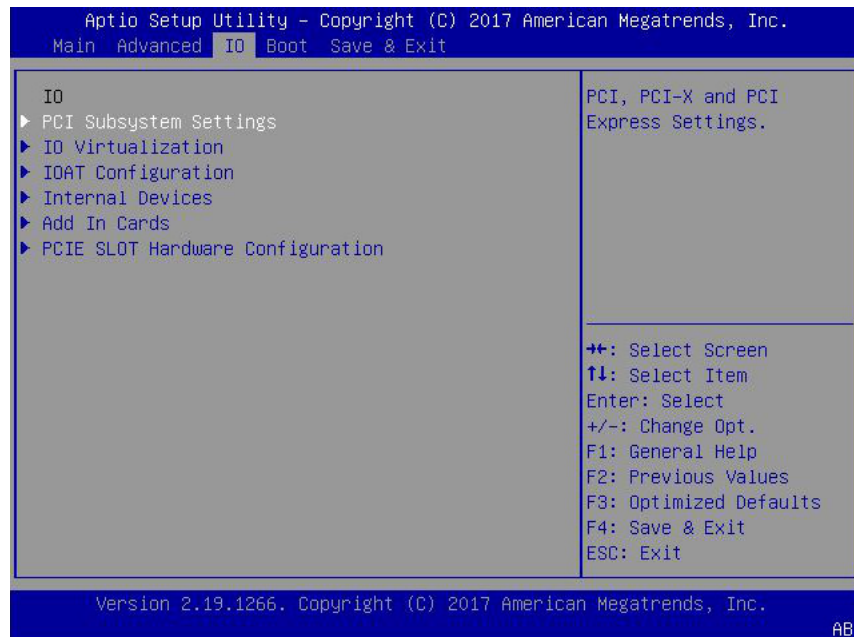 Aptio Setup Utility – Copyright (C) 2017 American Megatrends, Inc.
Main Advanced IO Boot Save & Exit
IO
▶ PCI Subsystem Settings
▶ IO Virtualization
▶ IOAT Configuration
▶ Internal Devices
▶ Add In Cards
▶ PCIE SLOT Hardware Configuration
PCI, PCI-X and PCI
Express Settings.
→←: Select Screen
↑↓: Select Item
Enter: Select
+/-: Change Opt.
F1: General Help
F2: Previous Values
F3: Optimized Defaults
F4: Save & Exit
ESC: Exit
Version 2.19.1266. Copyright (C) 2017 American Megatrends, Inc.
AB